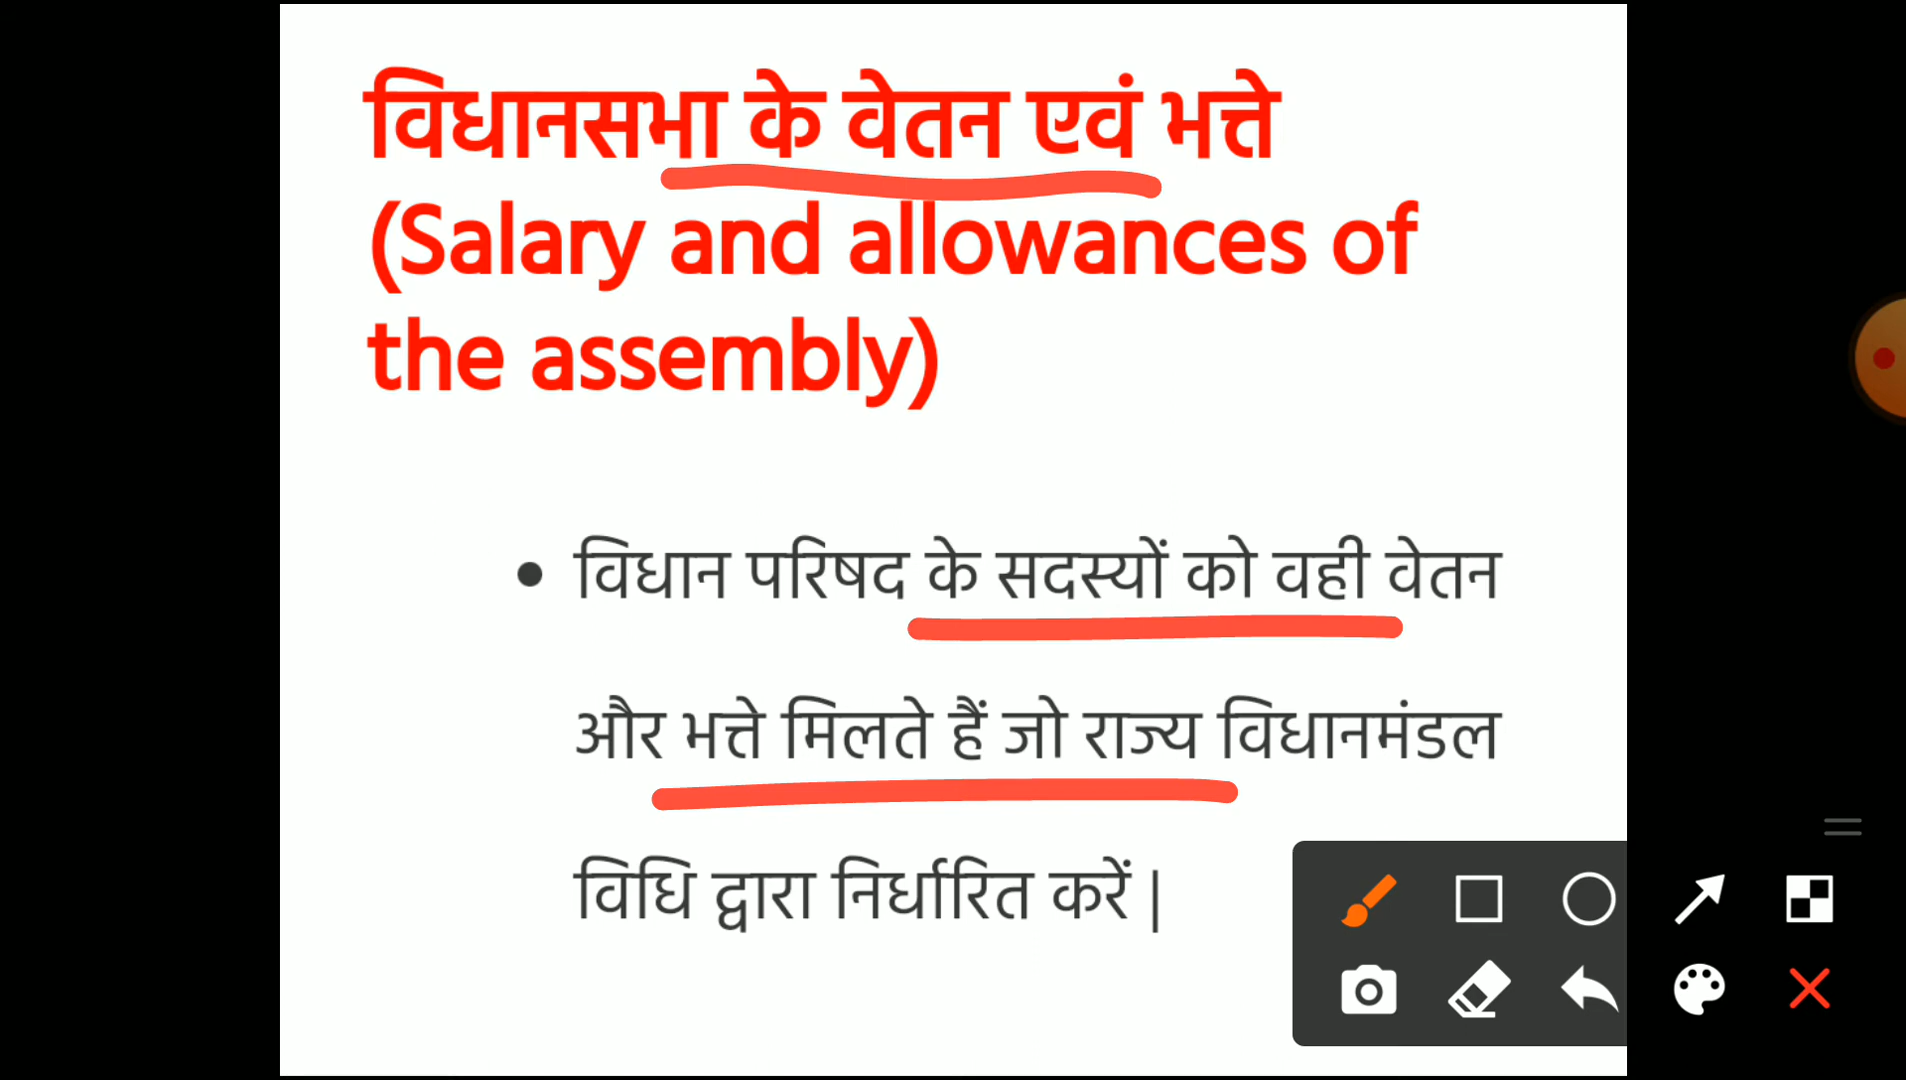 विधानसभा के वेतन एवं भत्ते
(Salary and allowances of
the assembly)
• विधान परिषद के सदस्यों को वही वेतन
और भत्ते मिलते हैं जो राज्य विधानमंडल
विधि द्वारा निर्धारित करें |